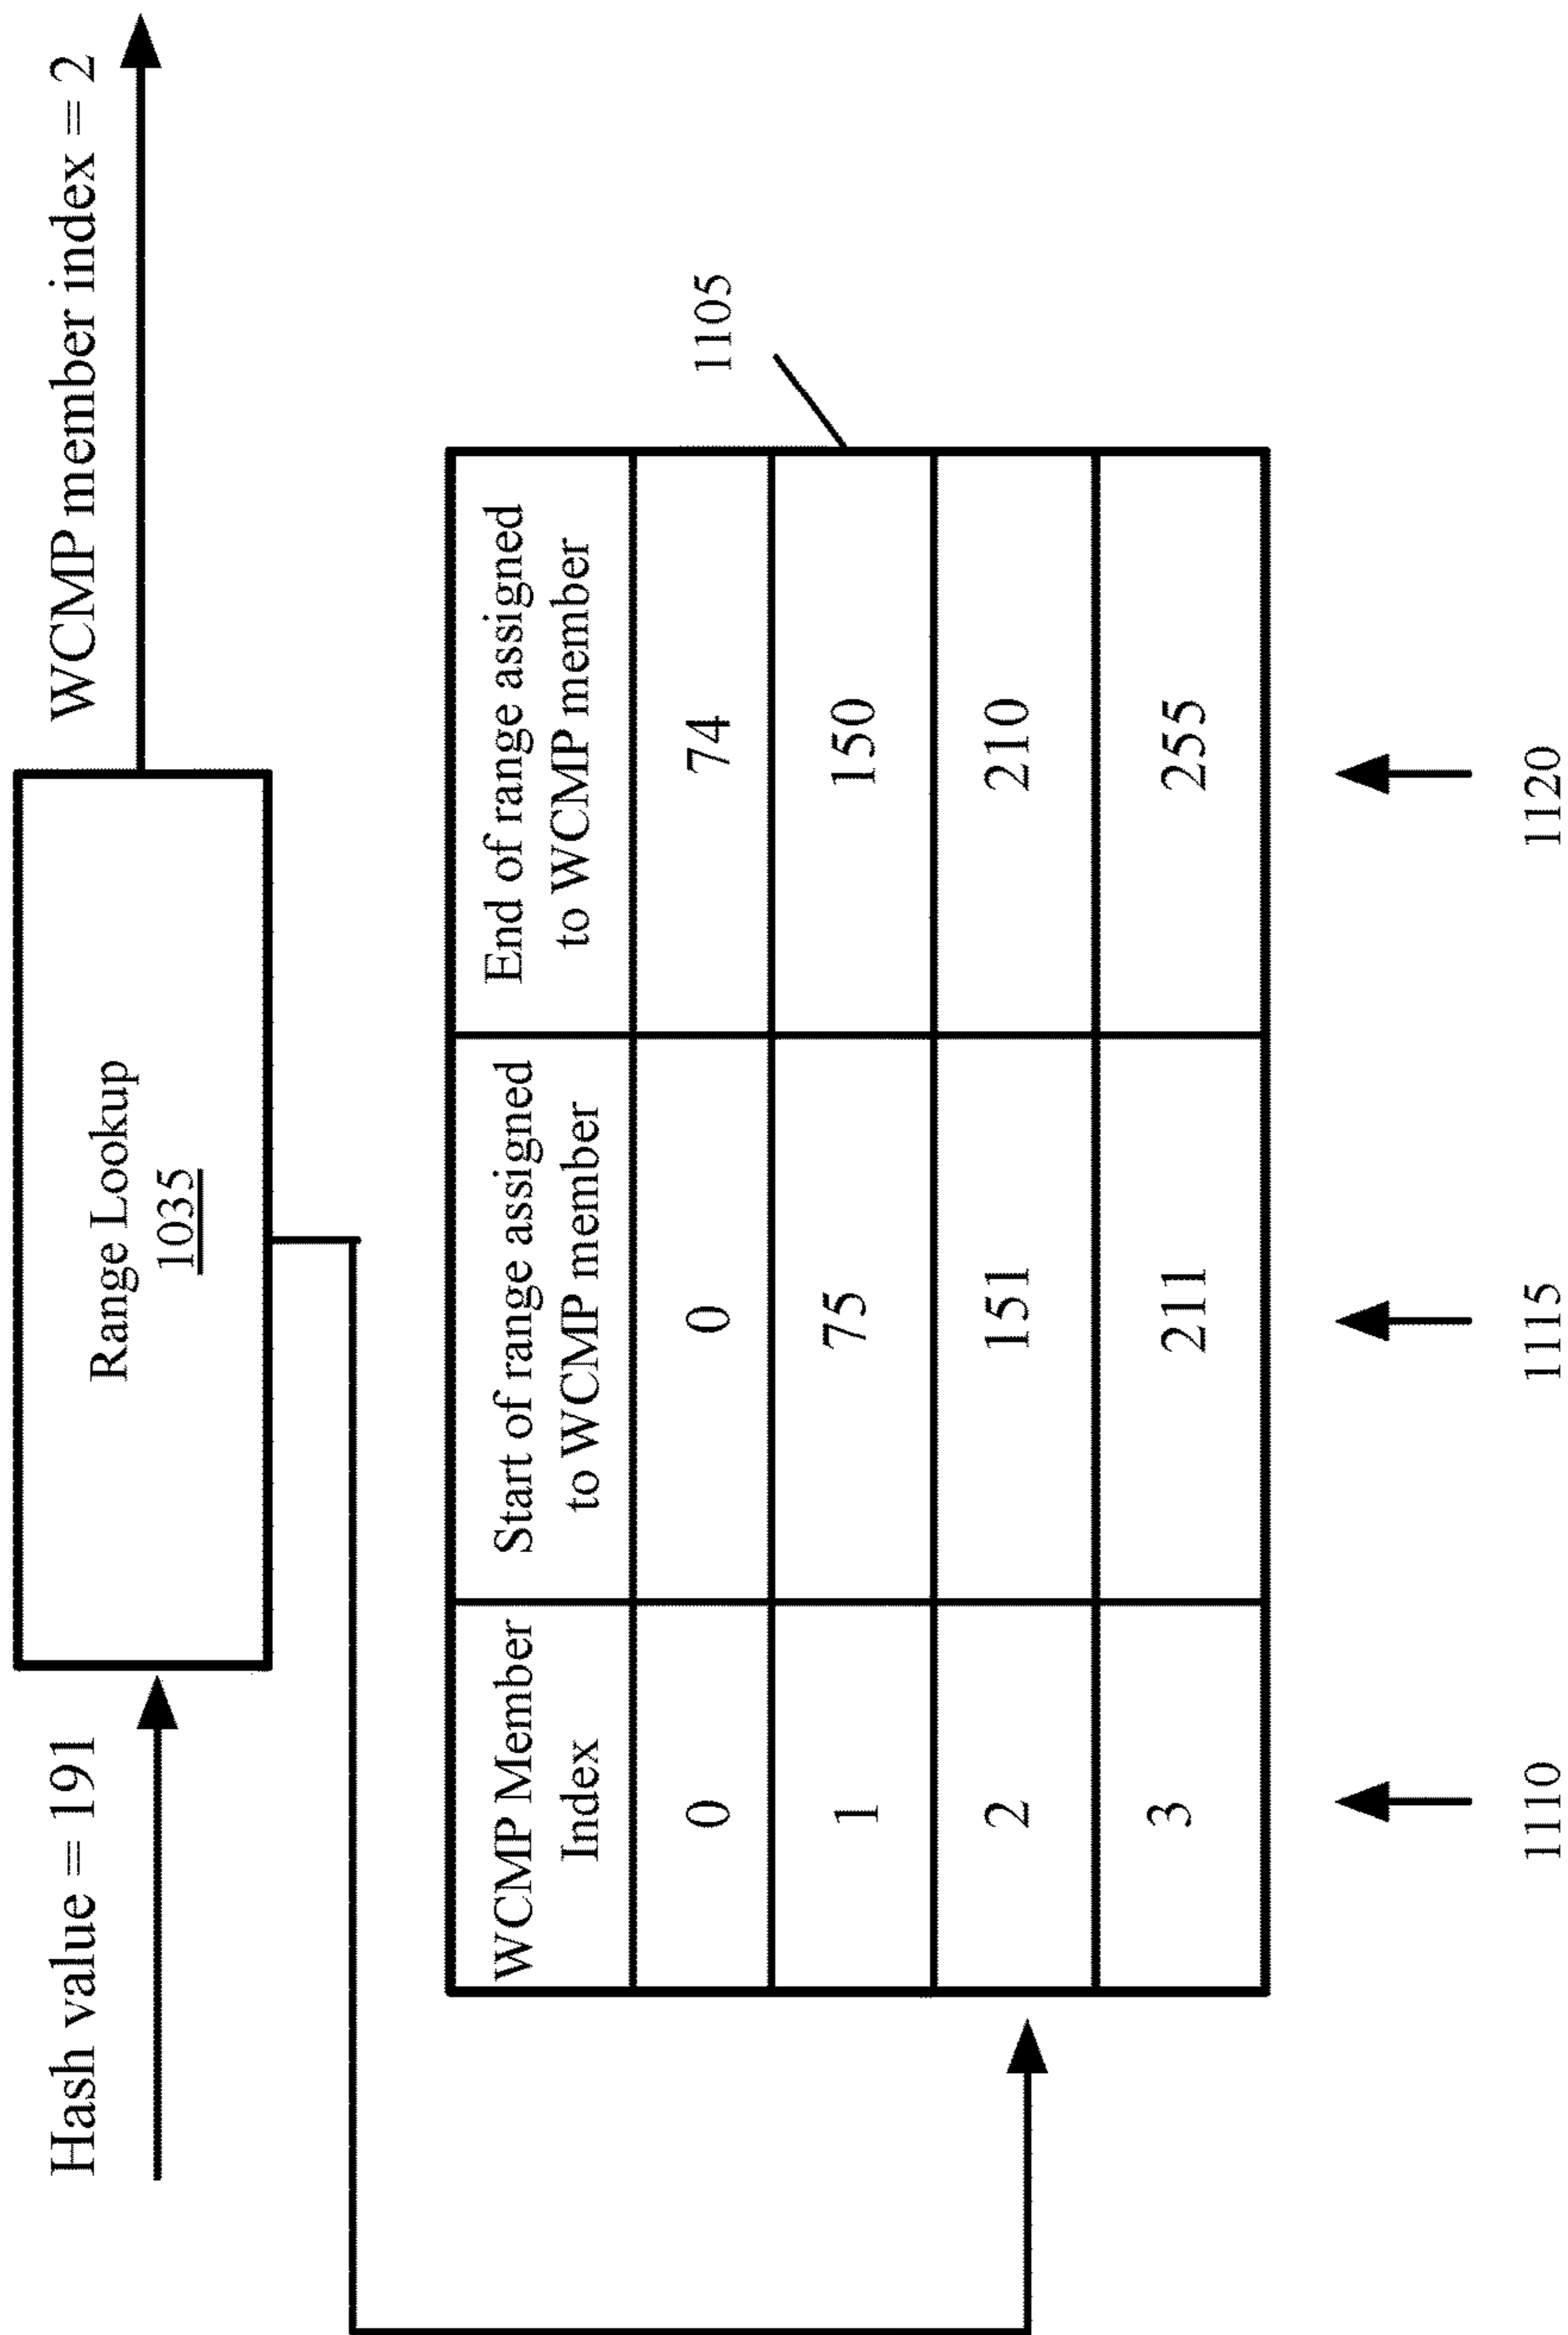 Hash value = 191
Range Lookup
1035
WCMP member index = 2
1105
WCMP Member
Index
Start of range assigned
to WCMP member
End of range assigned
to WCMP member
0 0 74
1 75 150
2 151 210
3 211 255
1110 1115 1120